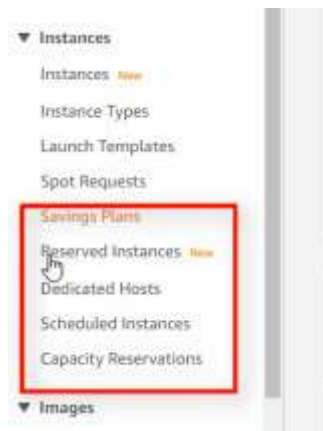 Instances
Instances New
Instance Types
Launch Templates
Spot Requests
Savings Plans
Reserved Instances New
Dedicated Hosts
Scheduled Instances
Capacity Reservations
Images